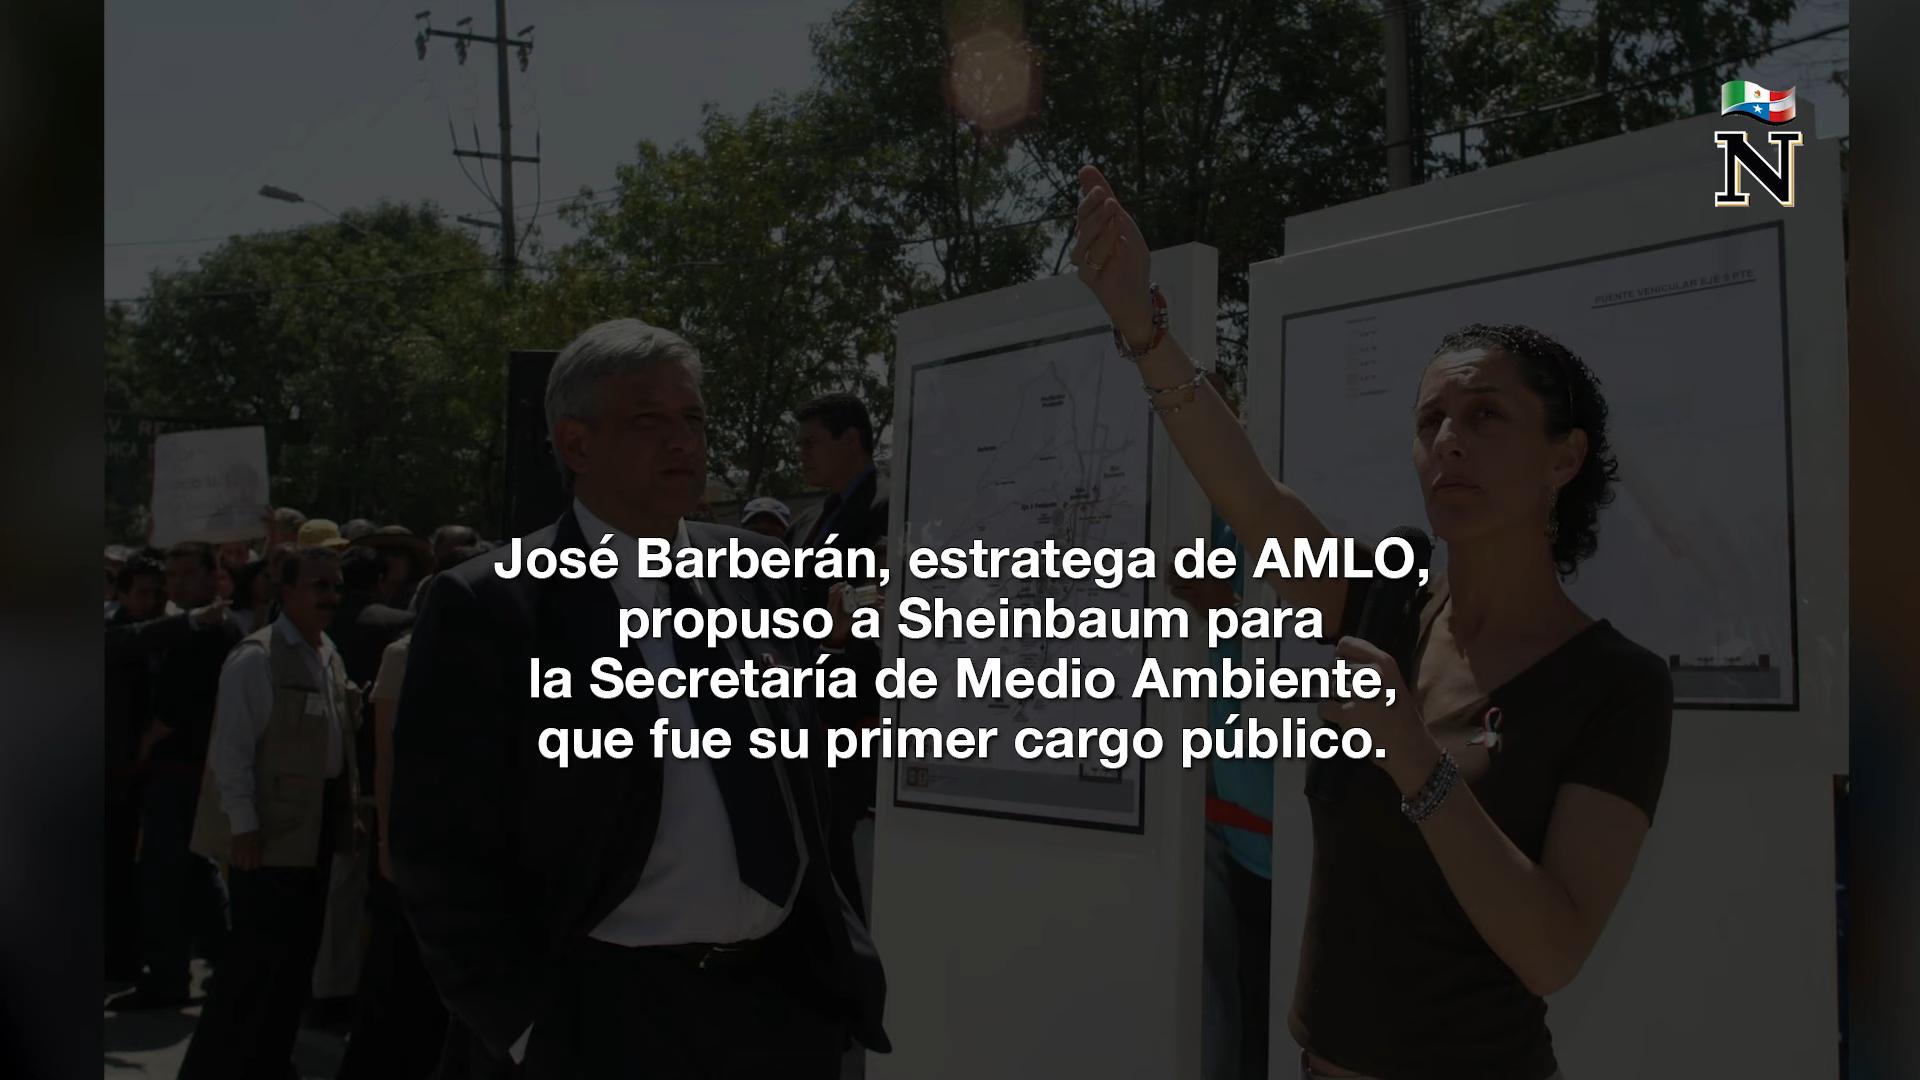 N
PUENTE VEHICULAR EJE 5 PTE
José Barberán, estratega de AMLO,
propuso a Sheinbaum para
la Secretaría de Medio Ambiente,
que fue su primer cargo público.